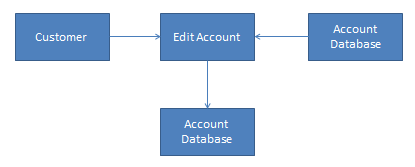 Customer
Edit Account
Account
Database
Account
Database